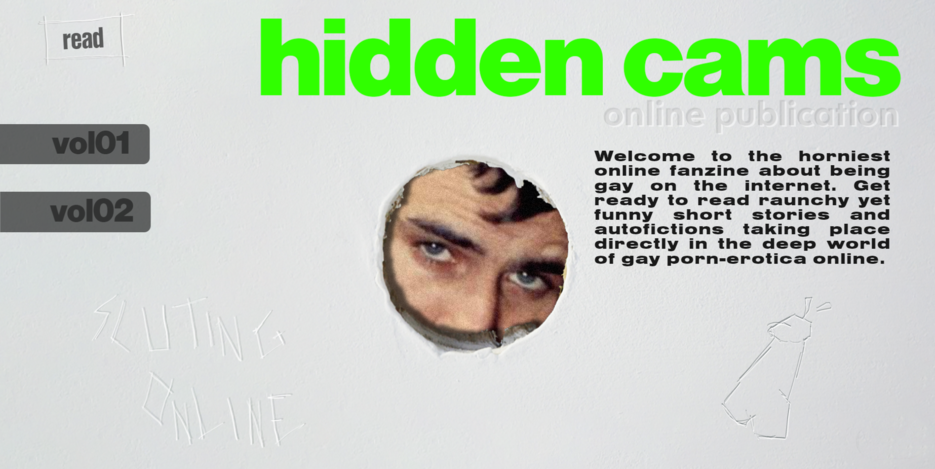 read
hidden cams
online publication
vol01
vol02
Welcome to the horniest
online fanzine about being
gay on the internet. Get
ready to read raunchy yet
funny short stories and
autofictions taking place
directly in the deep world
of gay porn-erotica online.
SLUTING
ONLINE